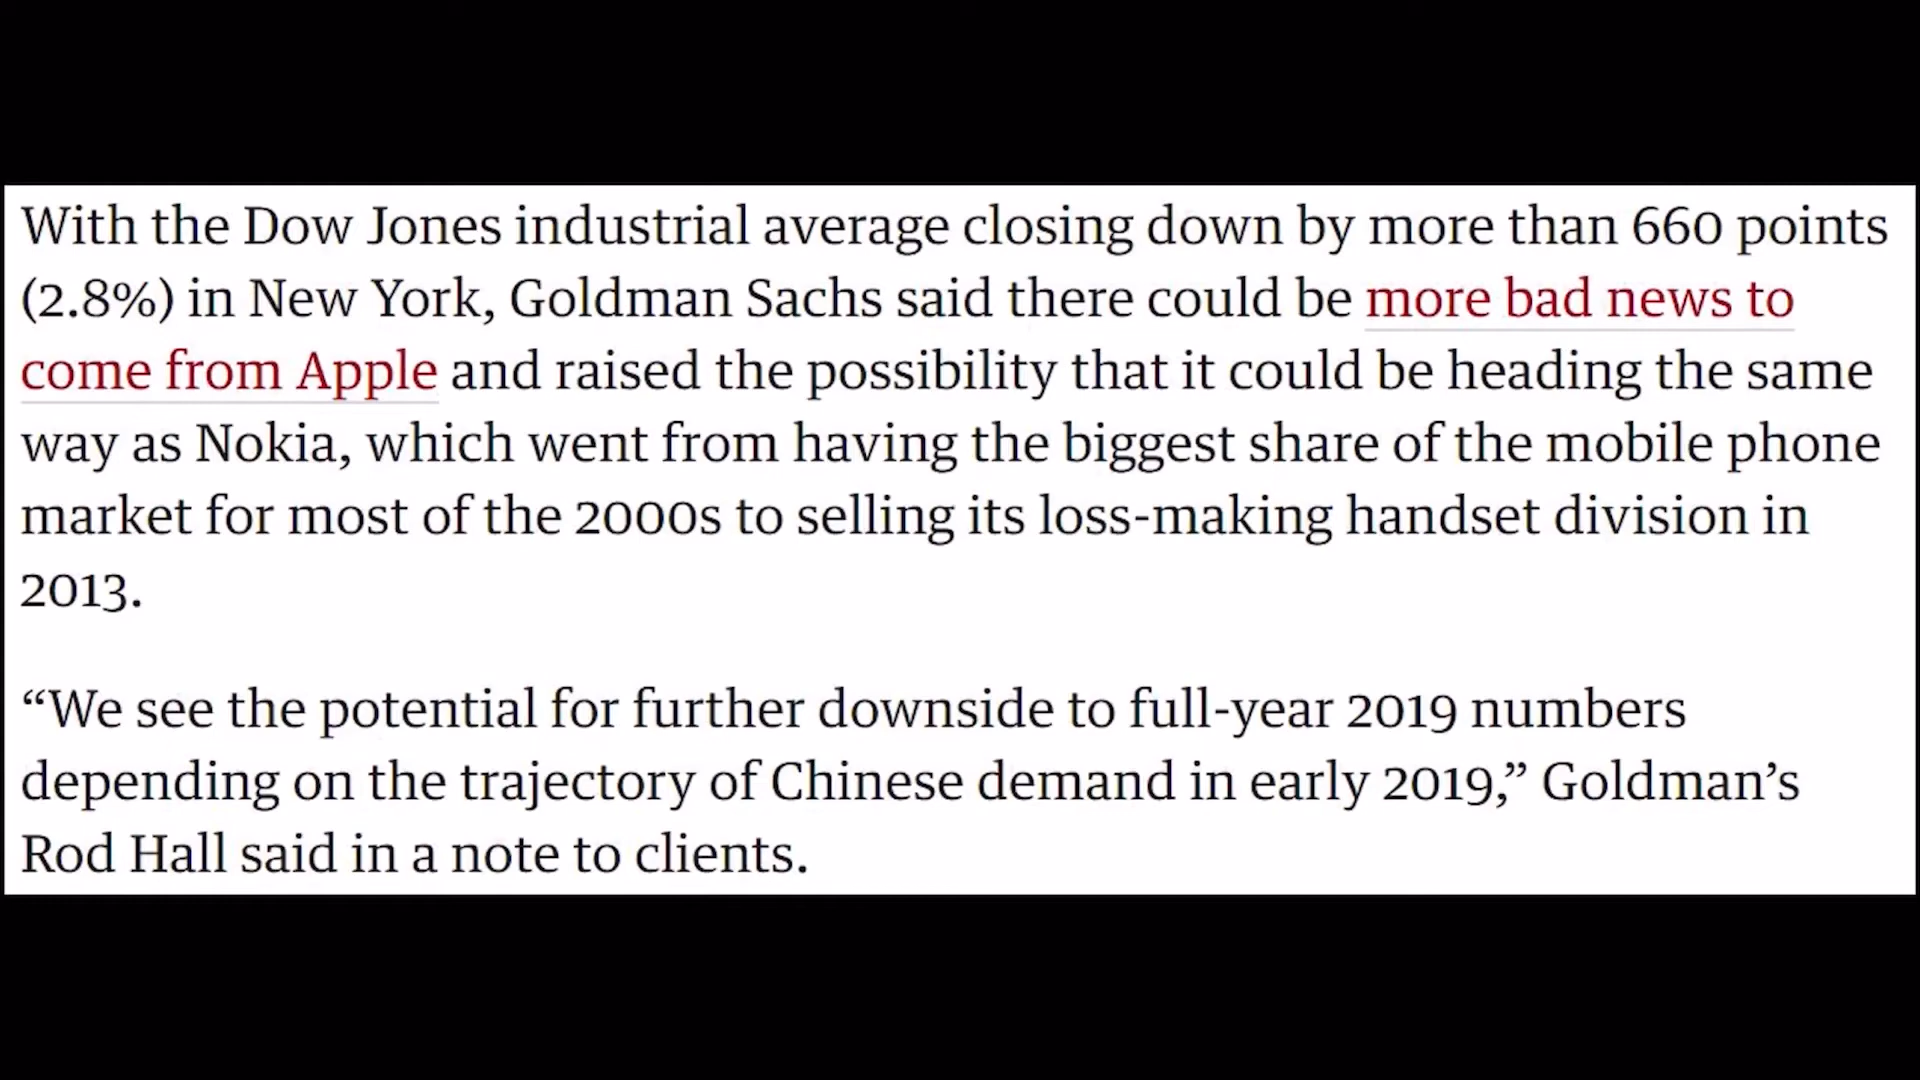 With the Dow Jones industrial average closing down by more than 660 points
(2.8%) in New York, Goldman Sachs said there could be more bad news to
come from Apple and raised the possibility that it could be heading the same
way as Nokia, which went from having the biggest share of the mobile phone
market for most of the 2000s to selling its loss-making handset division in
2013.
“We see the potential for further downside to full-year 2019 numbers
depending on the trajectory of Chinese demand in early 2019,” Goldman’s
Rod Hall said in a note to clients.